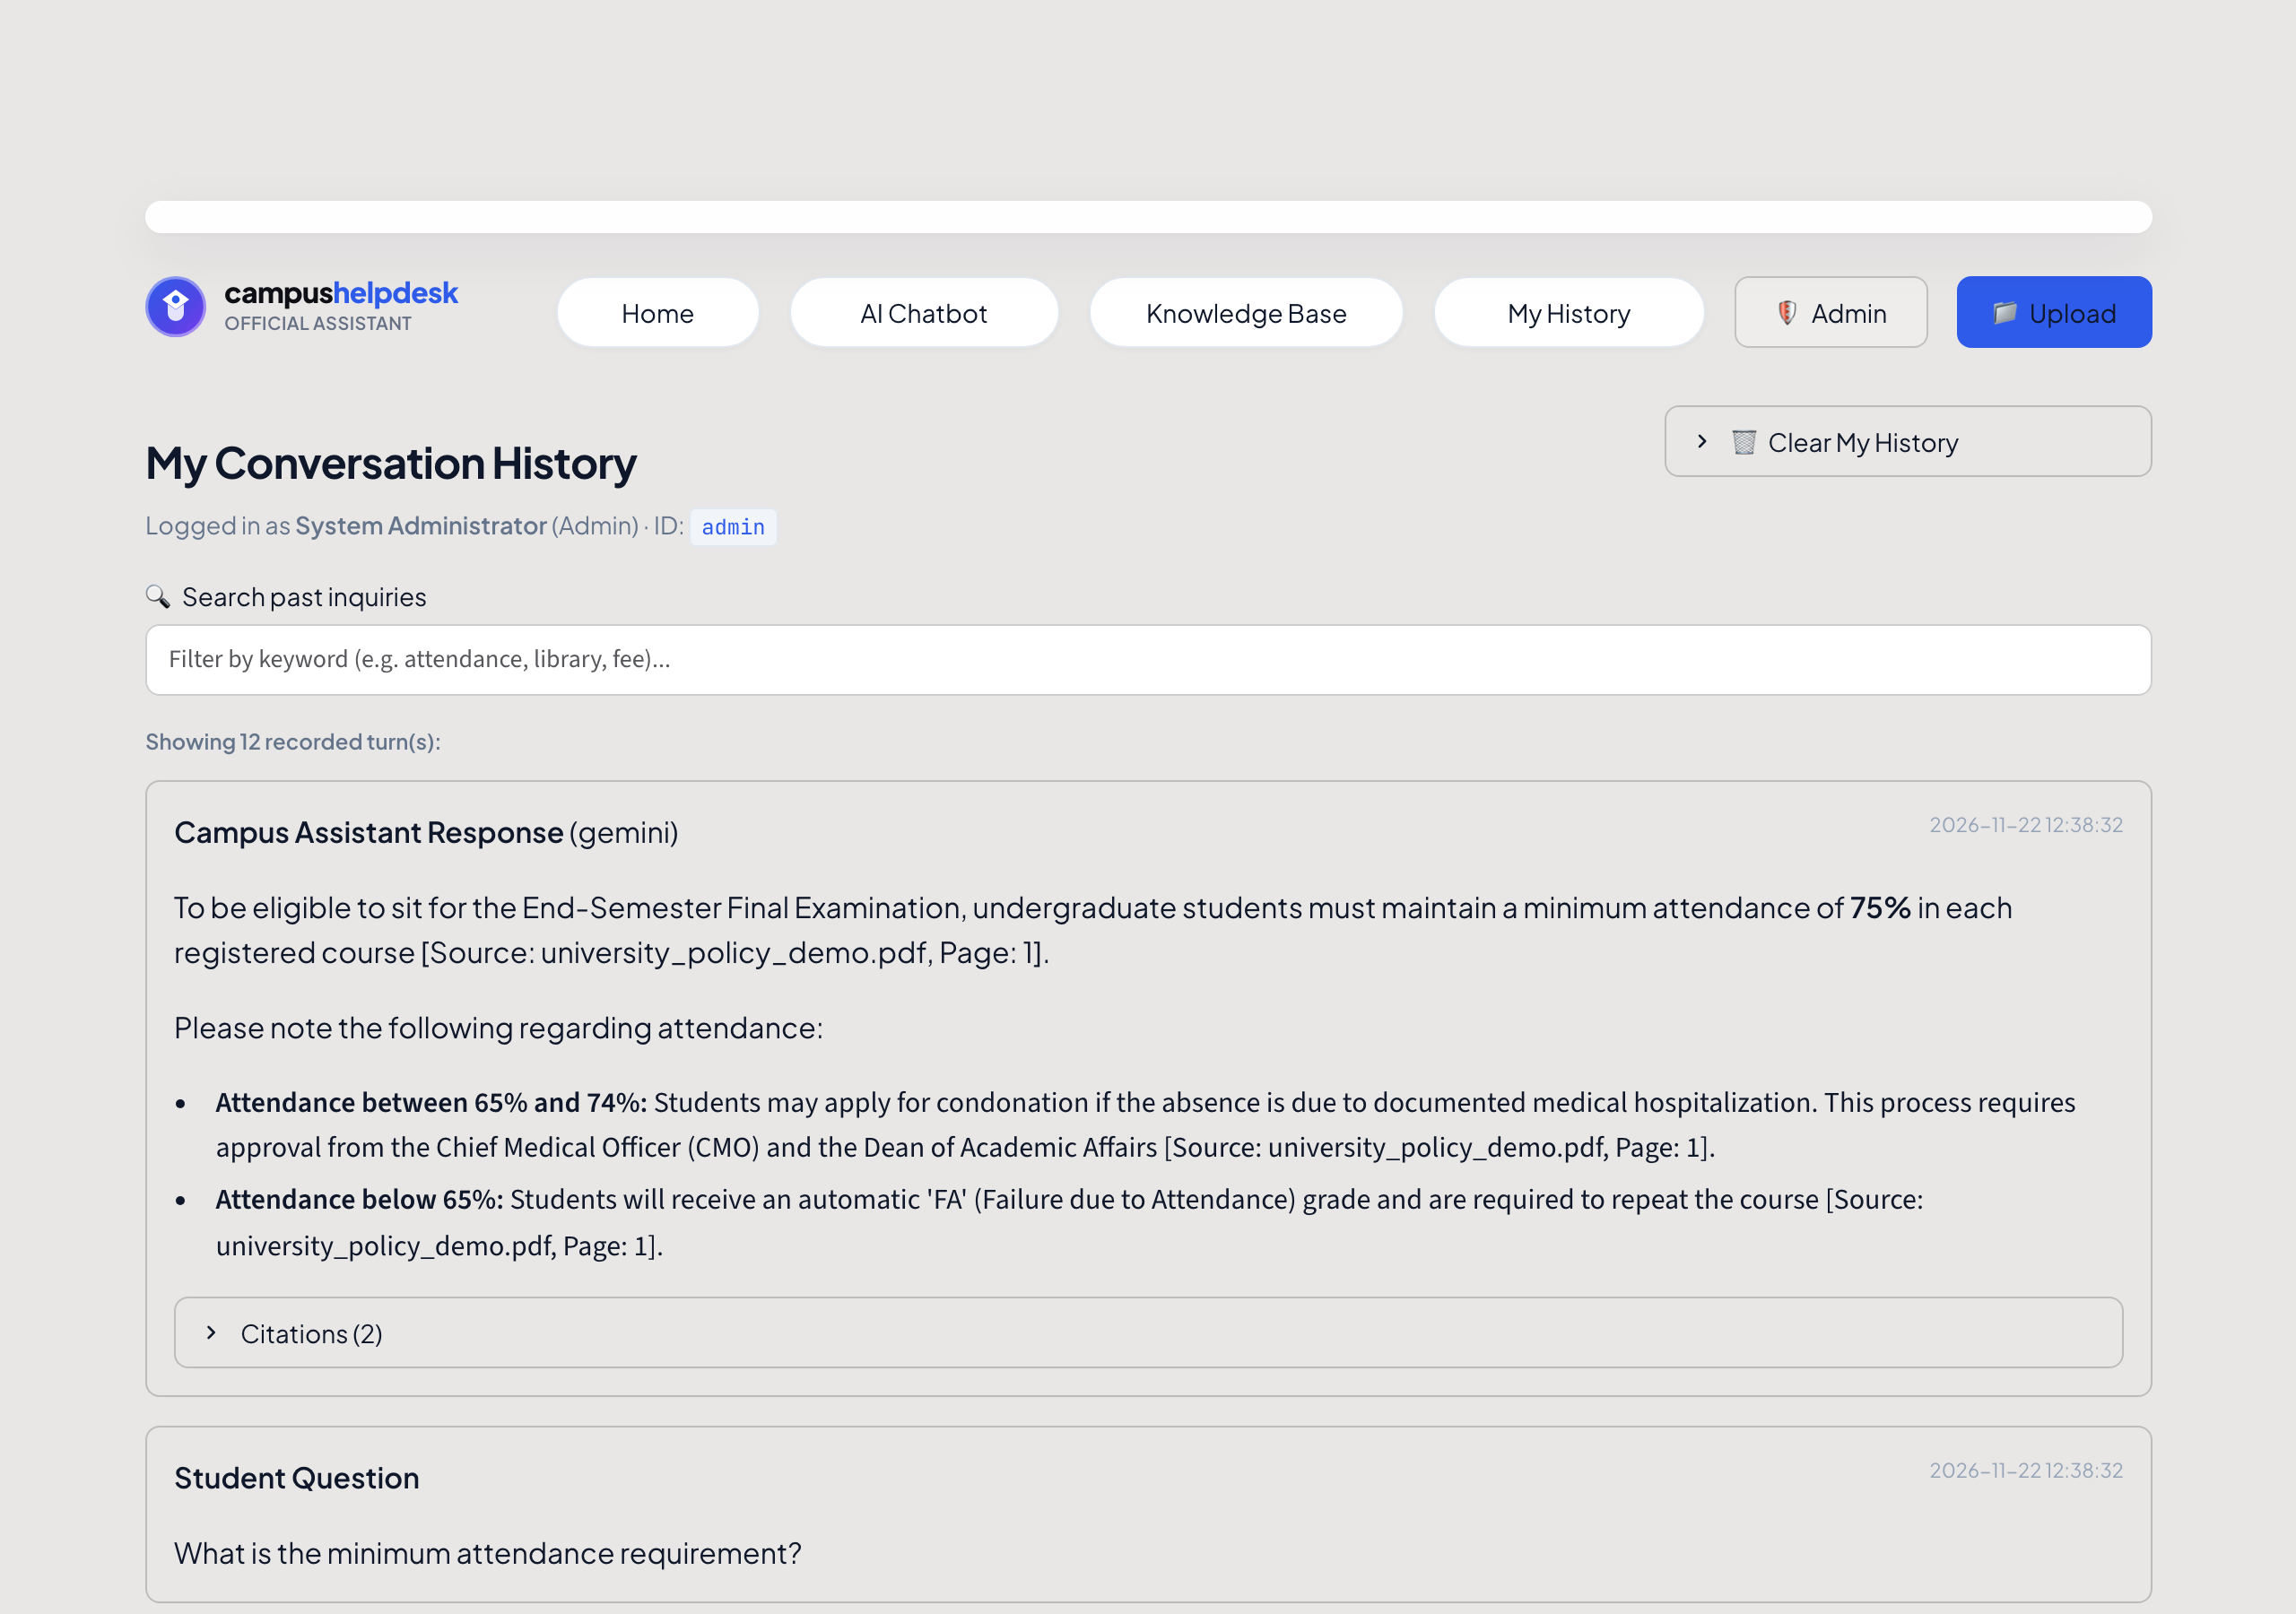 campushelpdesk
OFFICIAL ASSISTANT
Home
AI Chatbot
Knowledge Base
My History
Admin
Upload
Clear My History
My Conversation History
Logged in as System Administrator (Admin) · ID: admin
Search past inquiries
Filter by keyword (e.g. attendance, library, fee)...
Showing 12 recorded turn(s):
Campus Assistant Response (gemini)
2026-11-22 12:38:32
To be eligible to sit for the End-Semester Final Examination, undergraduate students must maintain a minimum attendance of 75% in each
registered course [Source: university_policy_demo.pdf, Page: 1].
Please note the following regarding attendance:
• Attendance between 65% and 74%: Students may apply for condonation if the absence is due to documented medical hospitalization. This process requires
approval from the Chief Medical Officer (CMO) and the Dean of Academic Affairs [Source: university_policy_demo.pdf, Page: 1].
• Attendance below 65%: Students will receive an automatic 'FA' (Failure due to Attendance) grade and are required to repeat the course [Source:
university_policy_demo.pdf, Page: 1].
Citations (2)
Student Question
2026-11-22 12:38:32
What is the minimum attendance requirement?